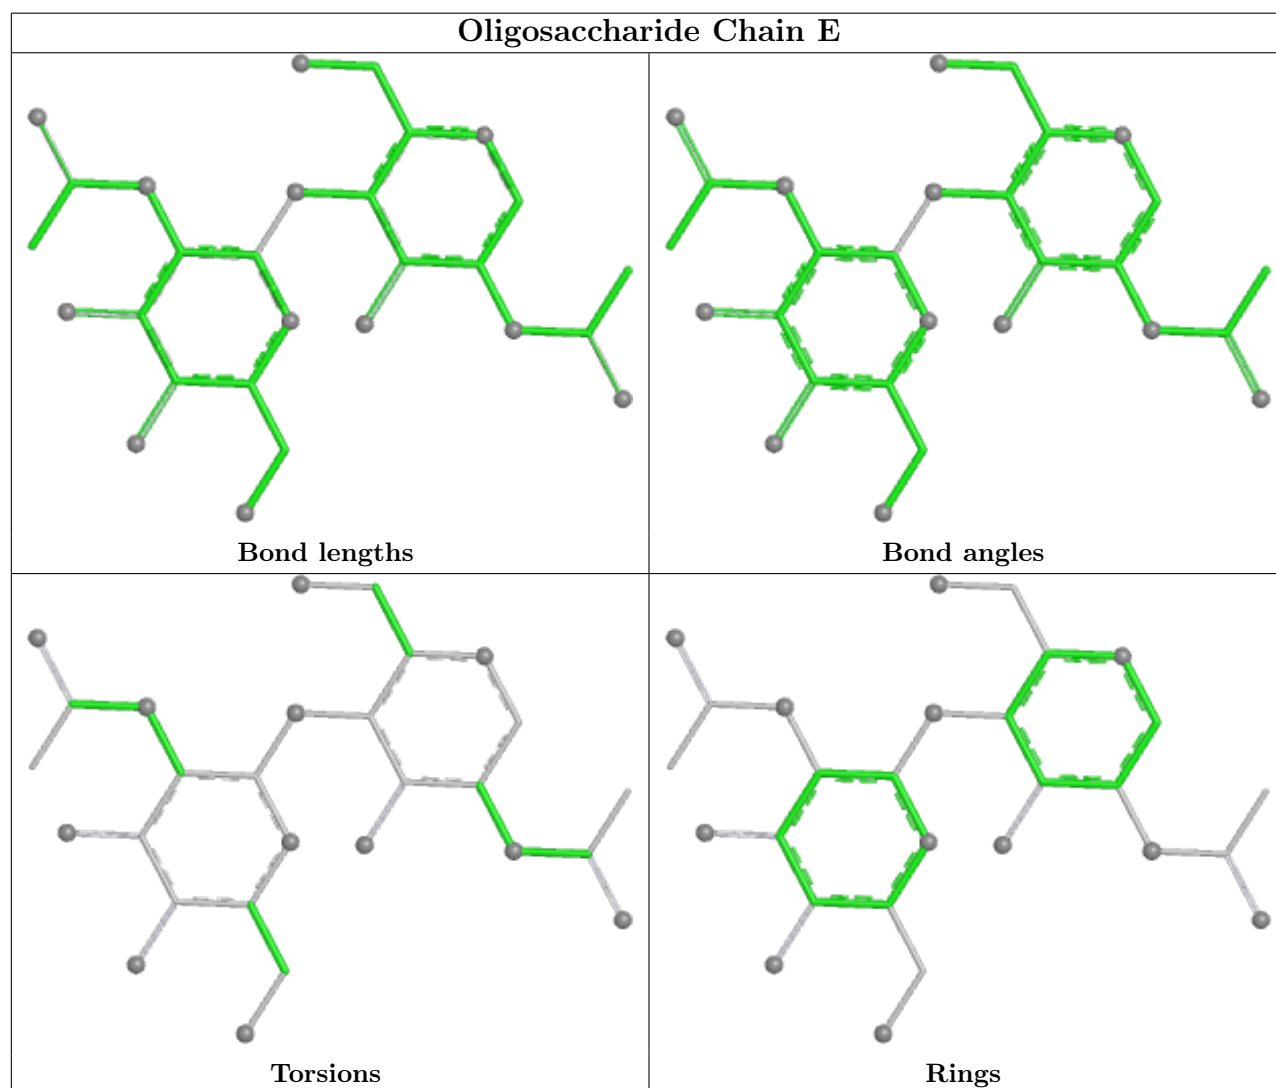 Oligosaccharide Chain E
Bond lengths
Bond angles
Torsions
Rings